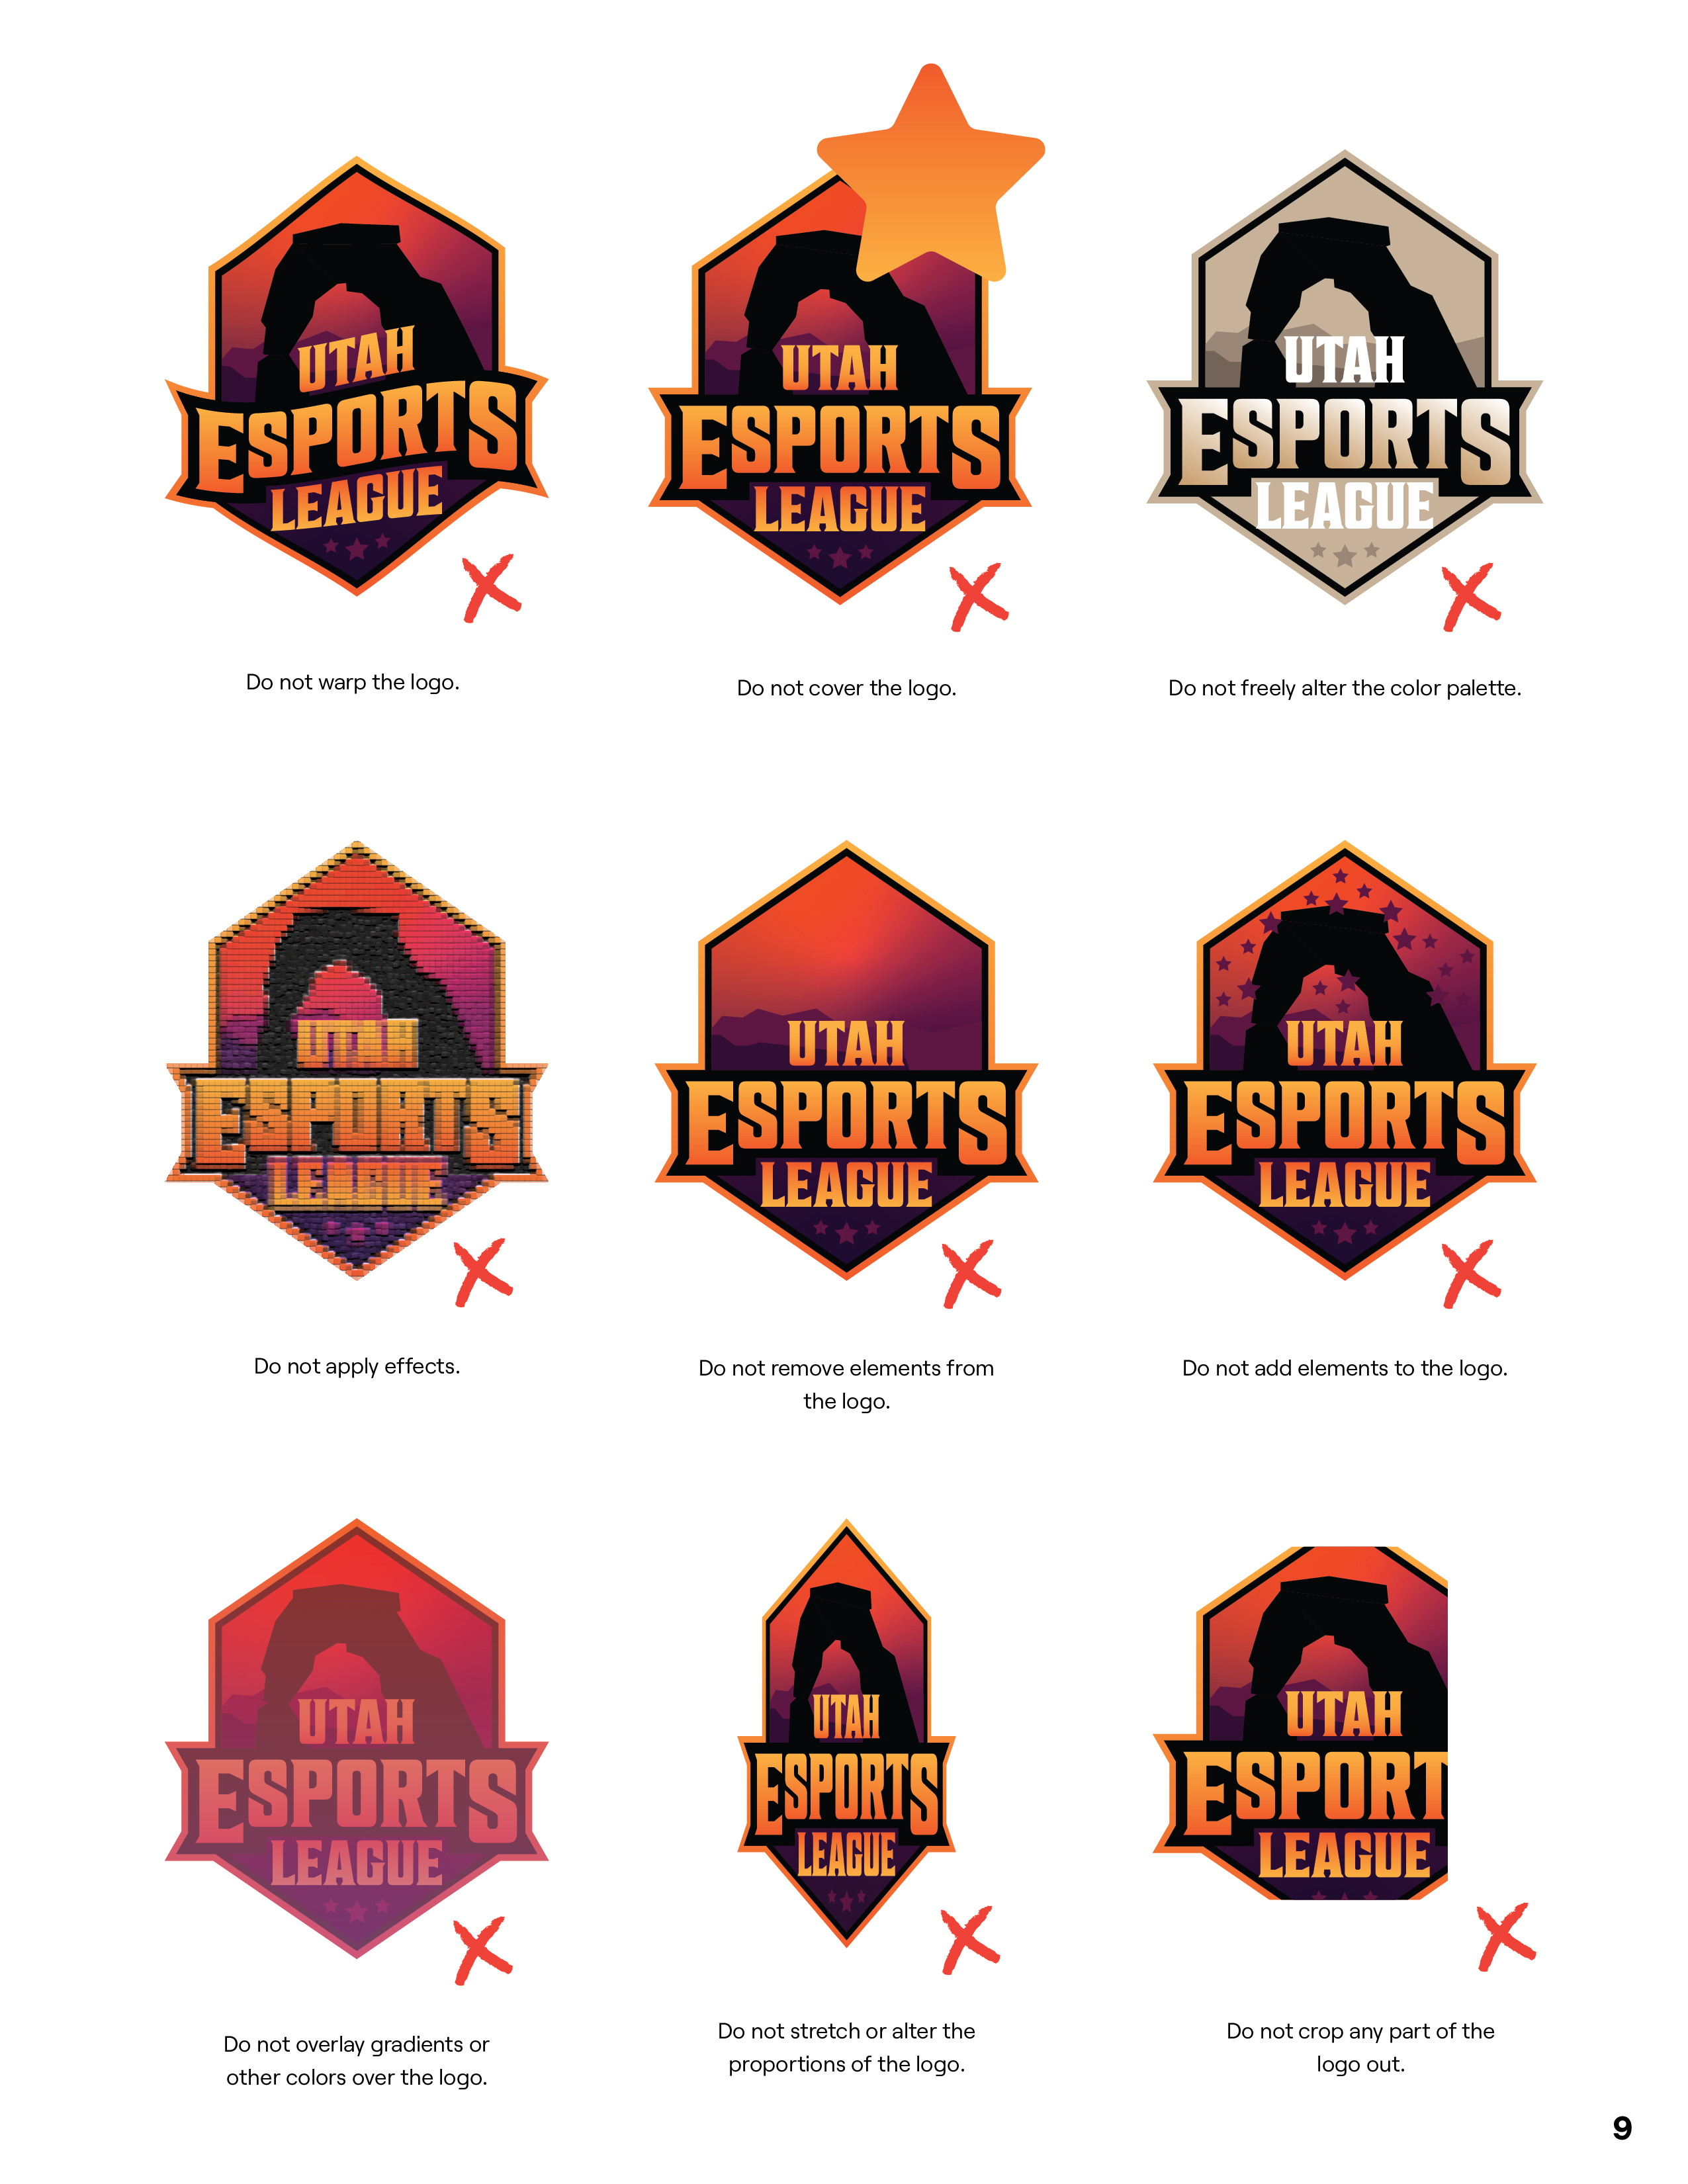 UTAH
ESPORTS
LEAGUE
Do not warp the logo.
UTAH
ESPORTS
LEAGUE
Do not cover the logo.
UTAH
ESPORTS
LEAGUE
Do not freely alter the color palette.
UTAH
ESPORTS
LEAGUE
Do not apply effects.
UTAH
ESPORTS
LEAGUE
Do not remove elements from
the logo.
UTAH
ESPORTS
LEAGUE
Do not add elements to the logo.
UTAH
ESPORTS
LEAGUE
Do not overlay gradients or
other colors over the logo.
UTAH
ESPORTS
LEAGUE
Do not stretch or alter the
proportions of the logo.
UTAH
ESPORT
LEAGUE
Do not crop any part of the
logo out.
9